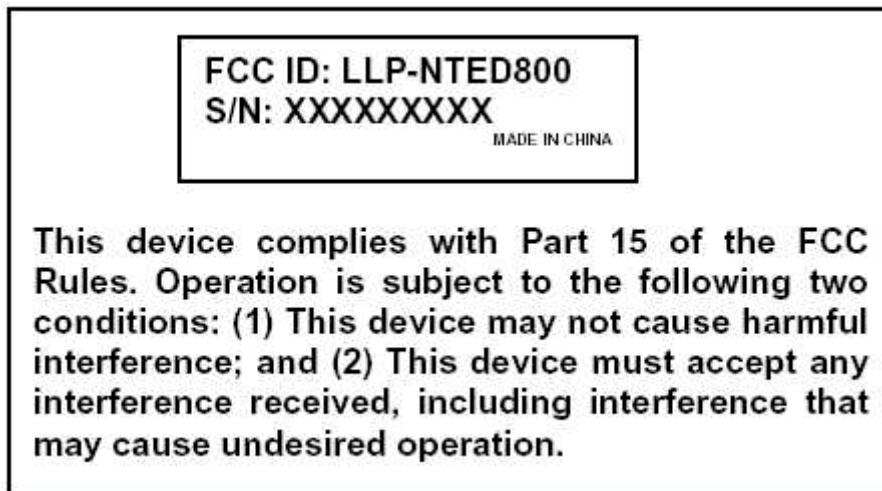 FCC ID: LLP-NTED800
S/N: XXXXXXXXX
MADE IN CHINA
This device complies with Part 15 of the FCC
Rules. Operation is subject to the following two
conditions: (1) This device may not cause harmful
interference; and (2) This device must accept any
interference received, including interference that
may cause undesired operation.